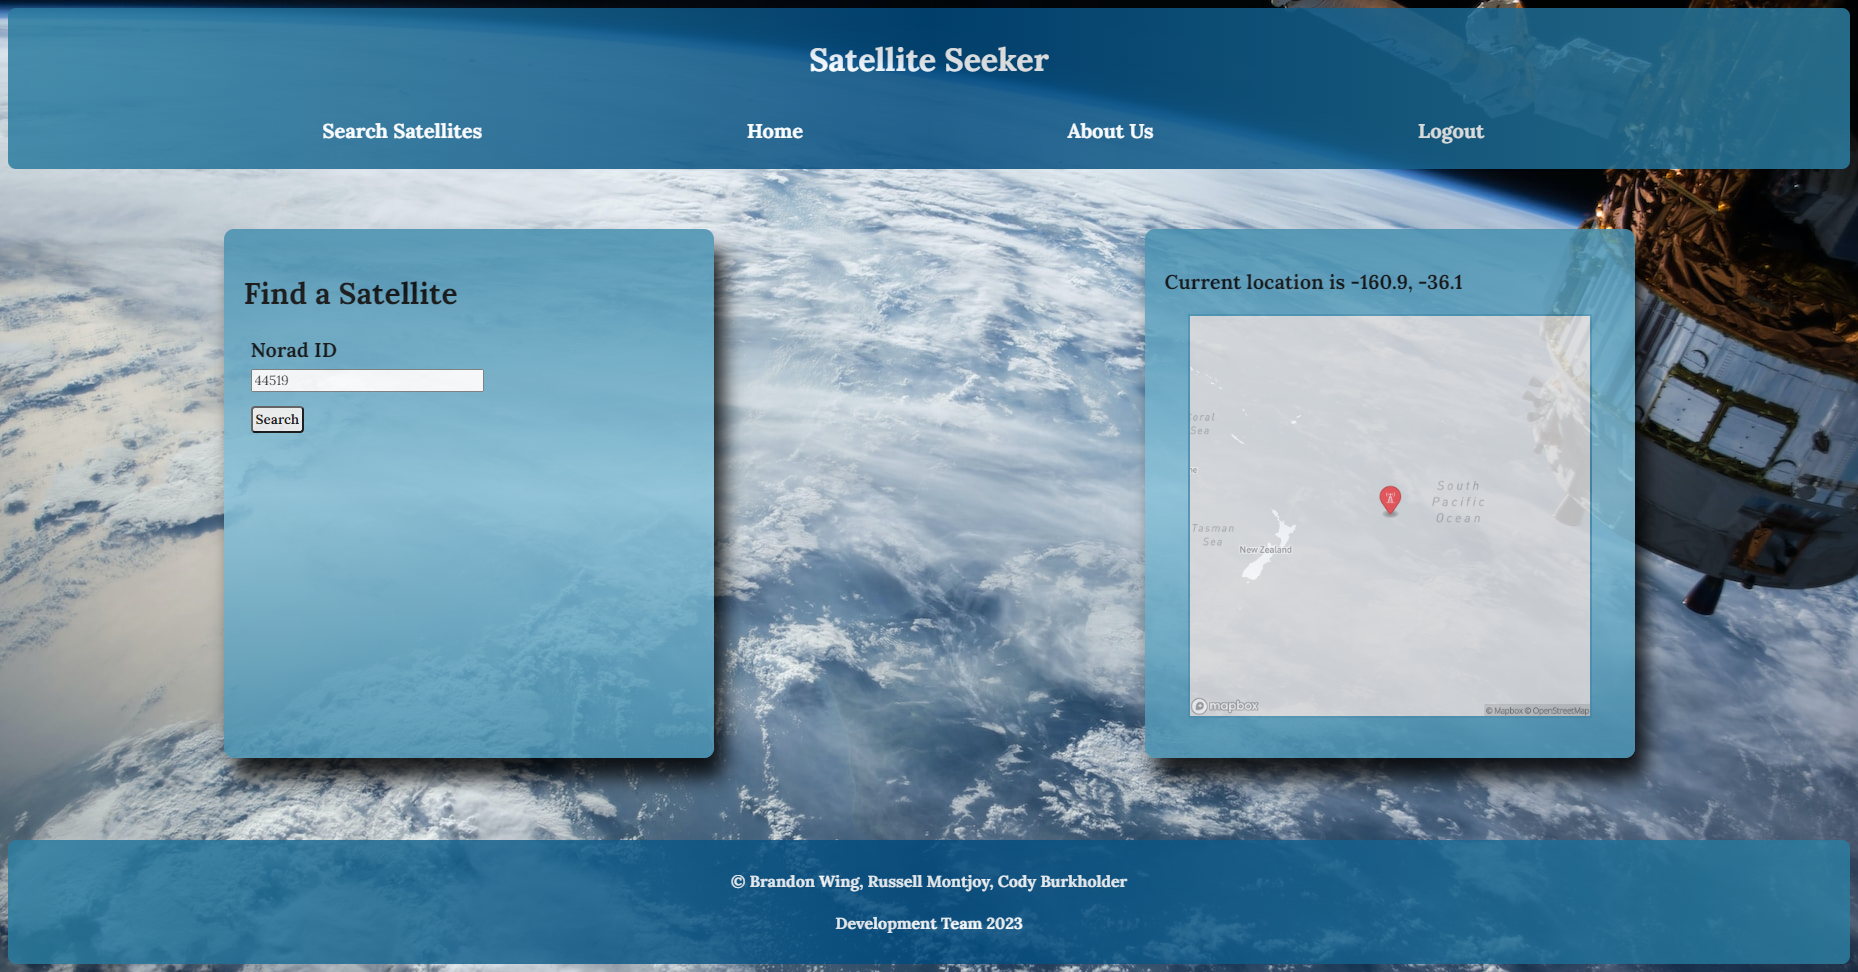 Satellite Seeker
Search Satellites Home About Us Logout
Find a Satellite
Norad ID
44519
Search
Current location is -160.9, -36.1
oral
Sea
ne
South
Pacific
Ocean
Tasman
Sea
New Zealand
mapbox
© Mapbox © OpenStreetMap
© Brandon Wing, Russell Montjoy, Cody Burkholder
Development Team 2023